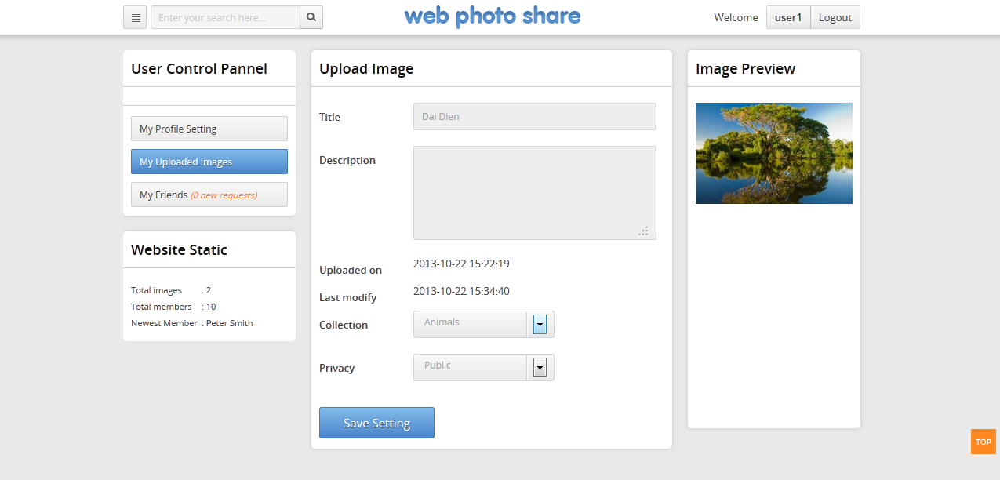 Enter your search here...
web photo share
Welcome user1 Logout
User Control Pannel
My Profile Setting
My Uploaded Images
My Friends (0 new requests)
Website Static
Total images : 2
Total members : 10
Newest Member : Peter Smith
Upload Image
Title Dai Dien
Description
Uploaded on 2013-10-22 15:22:19
Last modify 2013-10-22 15:34:40
Collection Animals
Privacy Public
Save Setting
Image Preview
TOP